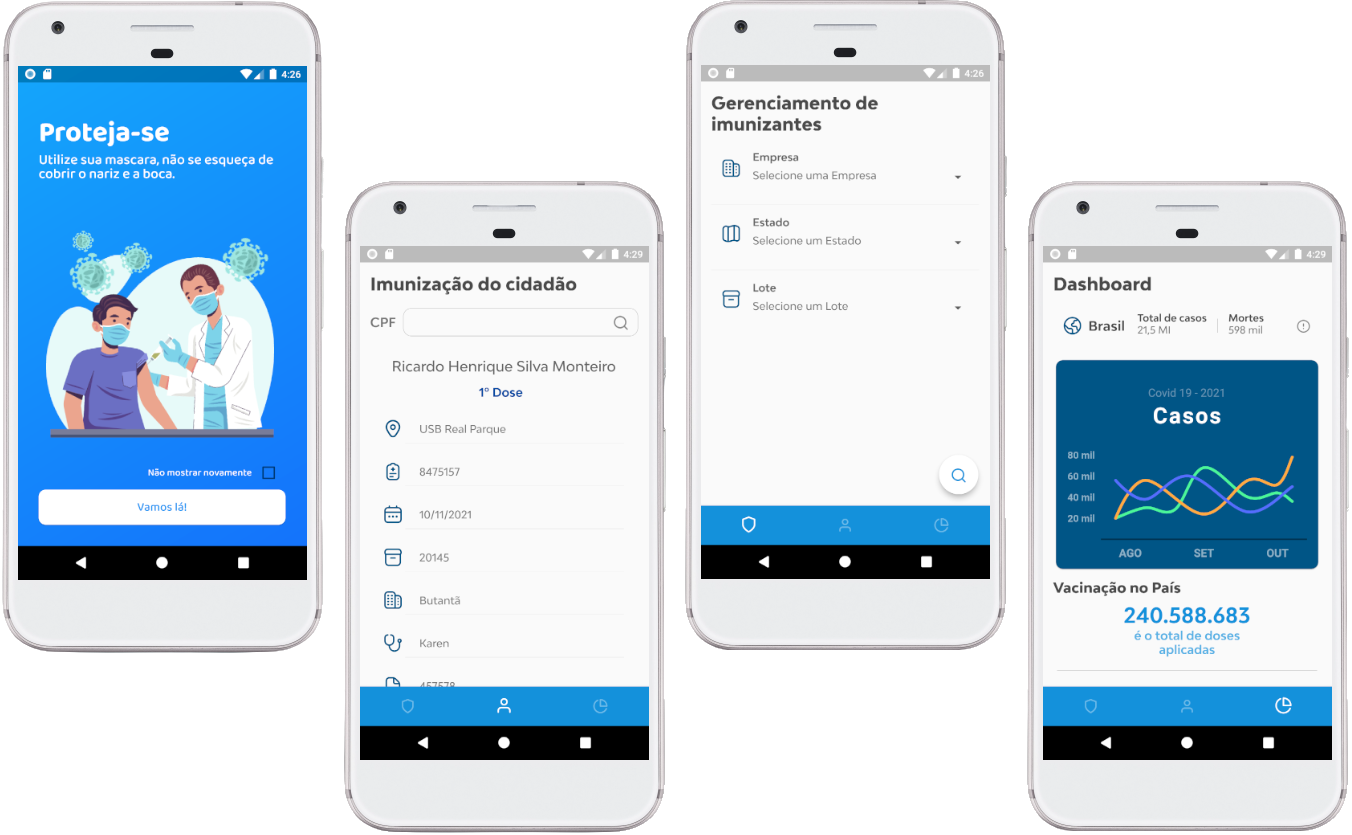 4:26
Proteja-se
Utilize sua mascara, não se esqueça de
cobrir o nariz e a boca.
Não mostrar novamente
Vamos lá!
4:29
Imunização do cidadão
CPF
Ricardo Henrique Silva Monteiro
1º Dose
USB Real Parque
8475157
10/11/2021
20145
Butantã
Karen
457578
4:26
Gerenciamento de
imunizantes
Empresa
Selecione uma Empresa
Estado
Selecione um Estado
Lote
Selecione um Lote
4:29
Dashboard
Brasil
Total de casos
21,5 MI
Mortes
598 mil
Covid 19 - 2021
Casos
80 mil
60 mil
40 mil
20 mil
AGO SET OUT
Vacinação no País
240.588.683
é o total de doses
aplicadas